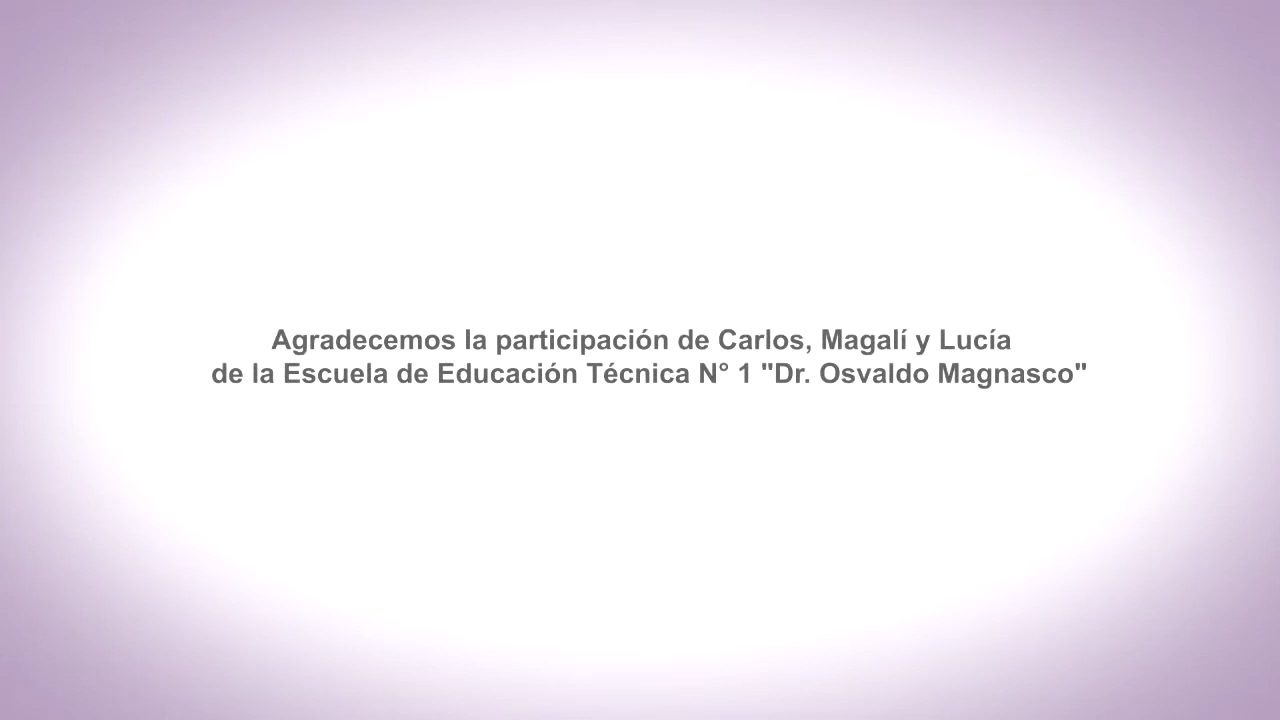 Agradecemos la participación de Carlos, Magalí y Lucía
de la Escuela de Educación Técnica N° 1 "Dr. Osvaldo Magnasco"